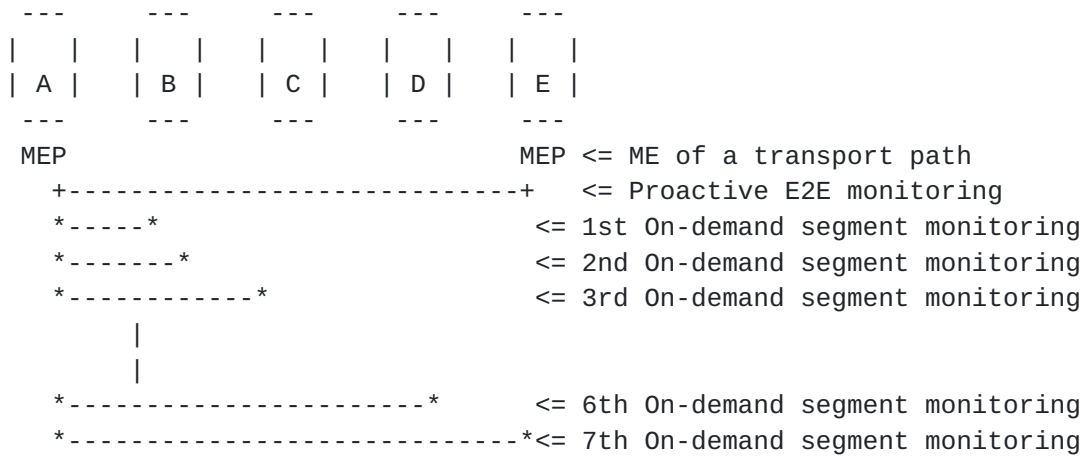 ---     ---     ---     ---     ---
|   |   |   |   |   |   |   |   |   |
| A |   | B |   | C |   | D |   | E |
 ---     ---     ---     ---     ---
 MEP                             MEP <= ME of a transport path
   +-----------------------------+   <= Proactive E2E monitoring
   *-----*                        <= 1st On-demand segment monitoring
   *-------*                      <= 2nd On-demand segment monitoring
   *------------*                 <= 3rd On-demand segment monitoring
        |
        |
   *-----------------------*      <= 6th On-demand segment monitoring
   *-----------------------------*<= 7th On-demand segment monitoring